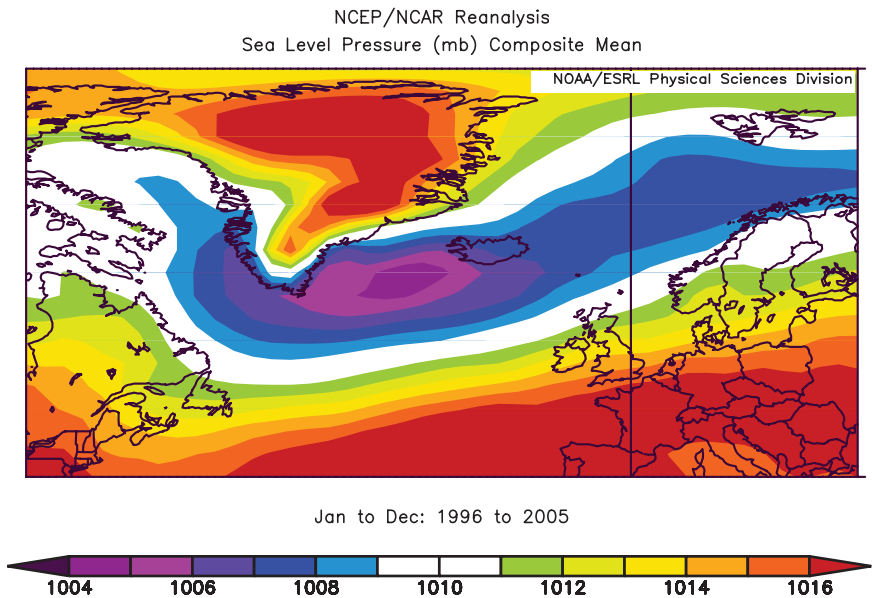 NCEP/NCAR Reanalysis
Sea Level Pressure (mb) Composite Mean
NOAA/ESRL Physical Sciences Division
Jan to Dec: 1996 to 2005
1004 1006 1008 1010 1012 1014 1016